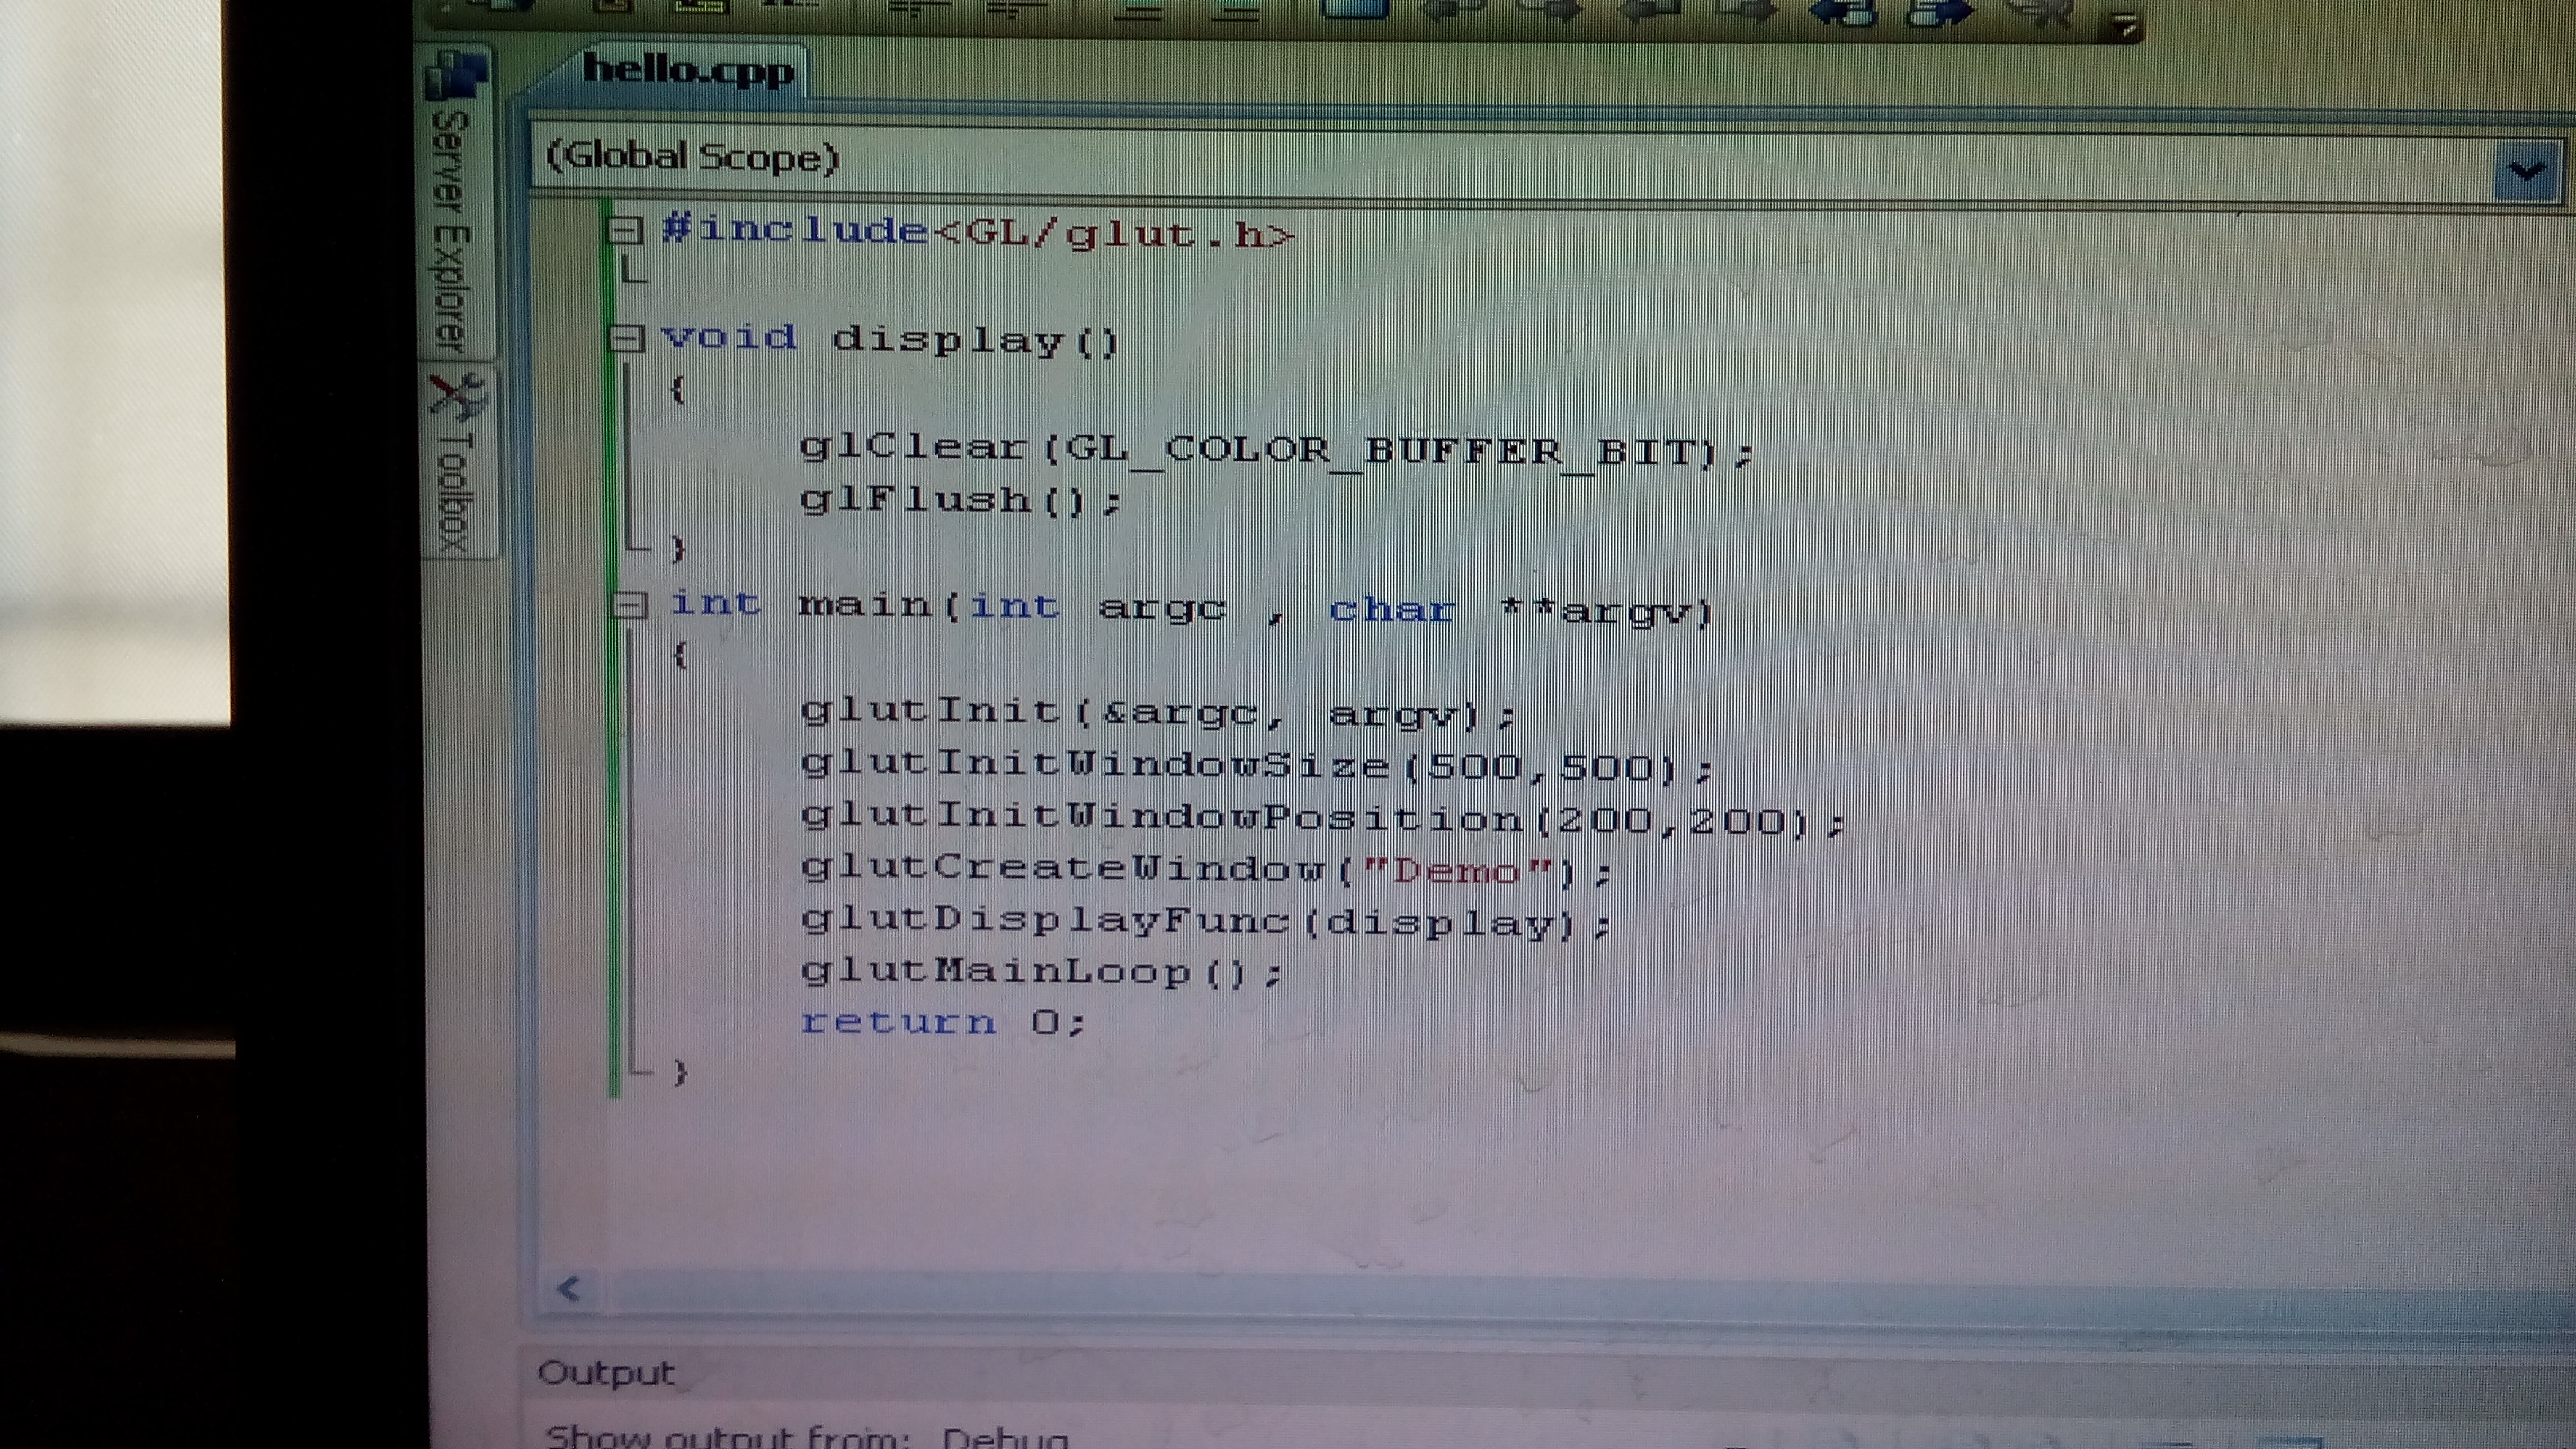 hello.cpp
(Global Scope)
Server Explorer
Toolbox
#include<GL/glut.h>
void display()
{
glClear(GL_COLOR_BUFFER_BIT);
glFlush();
}
int main(int argc , char **argv)
{
glutInit(&argc, argv);
glutInitWindowSize(500,500);
glutInitWindowPosition(200,200);
glutCreateWindow("Demo");
glutDisplayFunc(display);
glutMainLoop();
return 0;
}
Output
Show output from: Debug